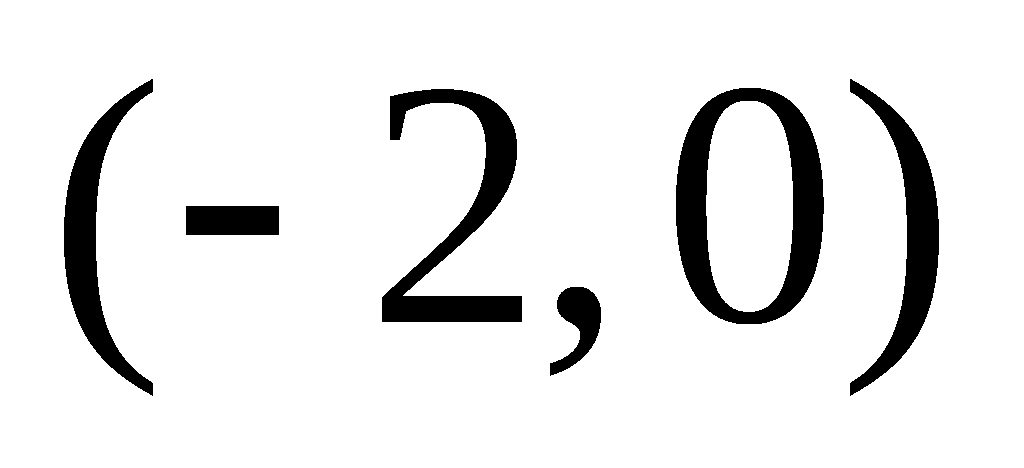 (- 2, 0)